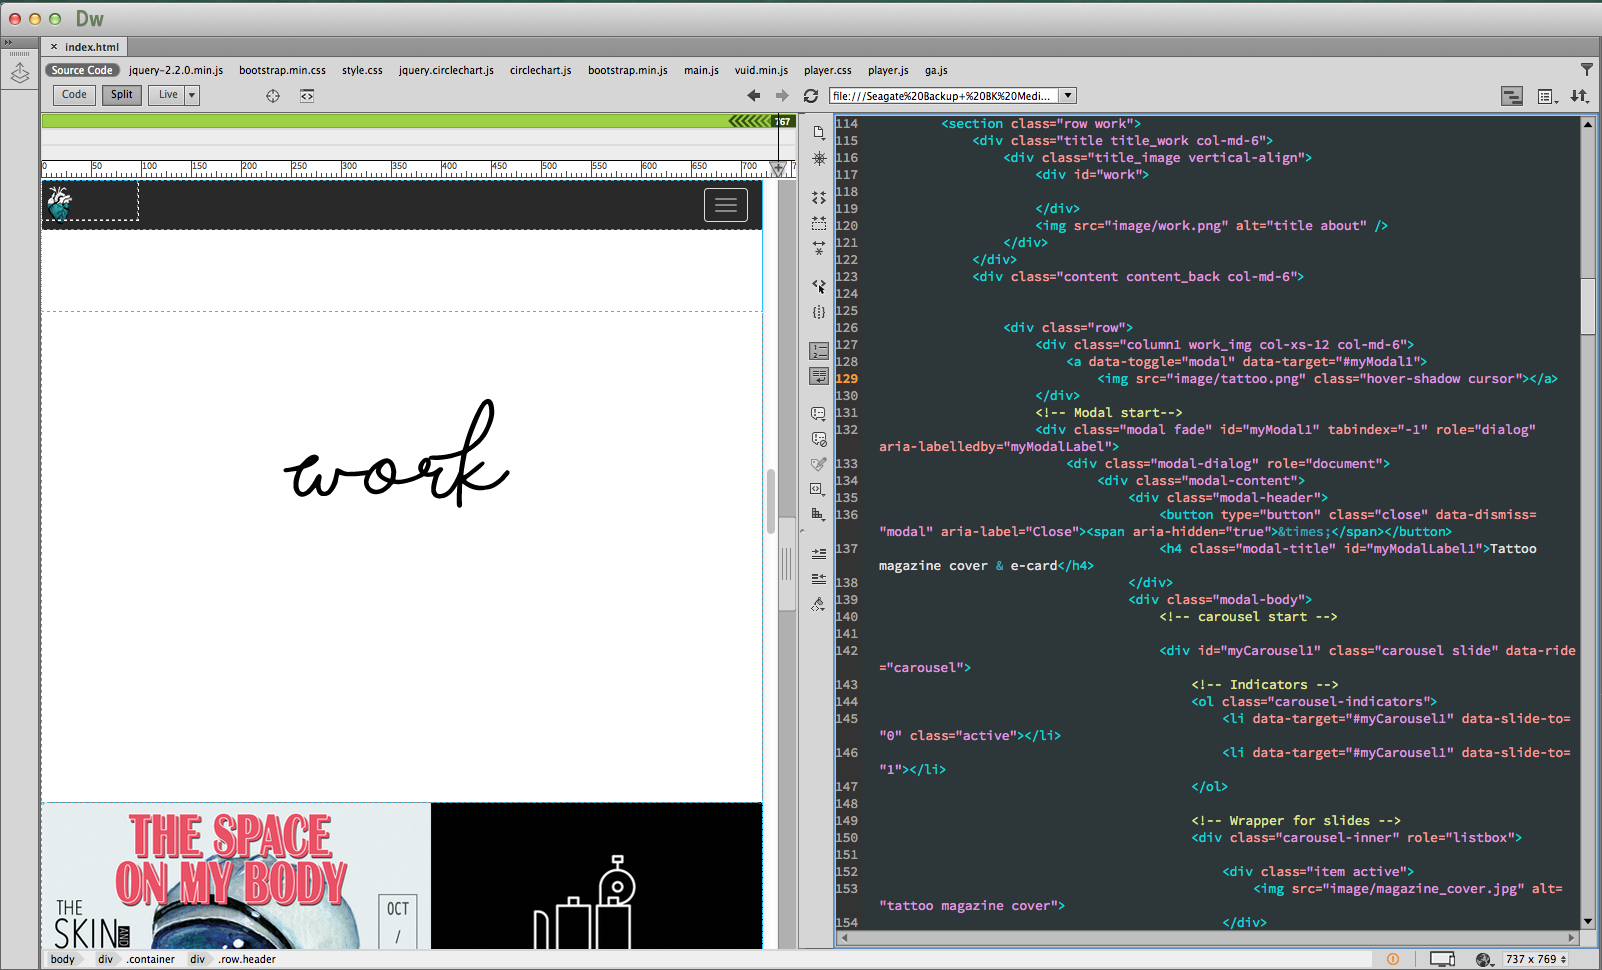 Dw
index.html
Source Code jquery-2.2.0.min.js bootstrap.min.css style.css jquery.circlechart.js circlechart.js bootstrap.min.js main.js vuid.min.js player.css player.js ga.js
Code Split Live file:///Seagate%20Backup+%20BK%20Medi...
767
0 50 100 150 200 250 300 350 400 450 500 550 600 650 700
work
THE SPACE
ON MY BODY
THE
SKIN AND
OCT
/
114 <section class="row work">
115 <div class="title title_work col-md-6">
116 <div class="title_image vertical-align">
117 <div id="work">
118
119 </div>
120 <img src="image/work.png" alt="title about" />
121 </div>
122 </div>
123 <div class="content content_back col-md-6">
124
125
126 <div class="row">
127 <div class="column1 work_img col-xs-12 col-md-6">
128 <a data-toggle="modal" data-target="#myModal1">
129 <img src="image/tattoo.png" class="hover-shadow cursor"></a>
130 </div>
131 <!-- Modal start-->
132 <div class="modal fade" id="myModal1" tabindex="-1" role="dialog"
aria-labelledby="myModalLabel">
133 <div class="modal-dialog" role="document">
134 <div class="modal-content">
135 <div class="modal-header">
136 <button type="button" class="close" data-dismiss=
"modal" aria-label="Close"><span aria-hidden="true">&times;</span></button>
137 <h4 class="modal-title" id="myModalLabel1">Tattoo
magazine cover & e-card</h4>
138 </div>
139 <div class="modal-body">
140 <!-- carousel start -->
141
142 <div id="myCarousel1" class="carousel slide" data-ride
="carousel">
143 <!-- Indicators -->
144 <ol class="carousel-indicators">
145 <li data-target="#myCarousel1" data-slide-to=
"0" class="active"></li>
146 <li data-target="#myCarousel1" data-slide-to=
"1"></li>
147 </ol>
148
149 <!-- Wrapper for slides -->
150 <div class="carousel-inner" role="listbox">
151
152 <div class="item active">
153 <img src="image/magazine_cover.jpg" alt=
"tattoo magazine cover">
154 </div>
body div .container div .row.header
737 x 769